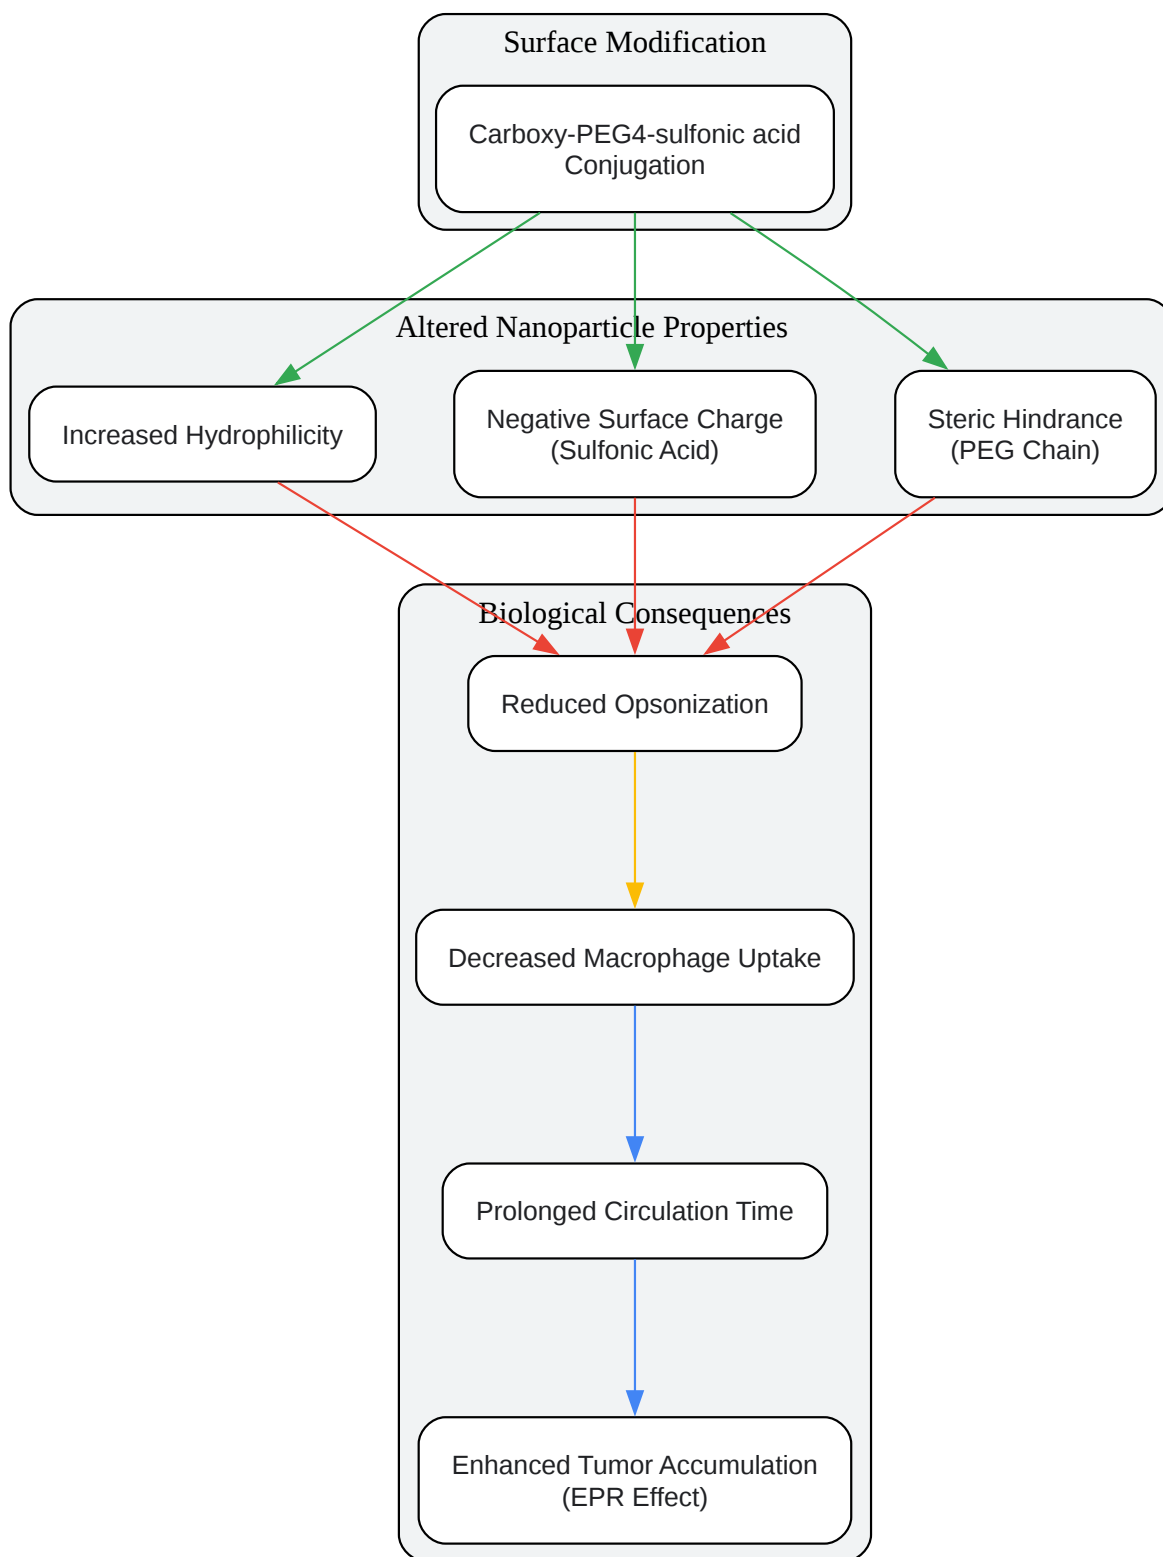 Surface Modification
Carboxy-PEG4-sulfonic acid
Conjugation
Altered Nanoparticle Properties
Increased Hydrophilicity
Negative Surface Charge
(Sulfonic Acid)
Steric Hindrance
(PEG Chain)
Biological Consequences
Reduced Opsonization
Decreased Macrophage Uptake
Prolonged Circulation Time
Enhanced Tumor Accumulation
(EPR Effect)